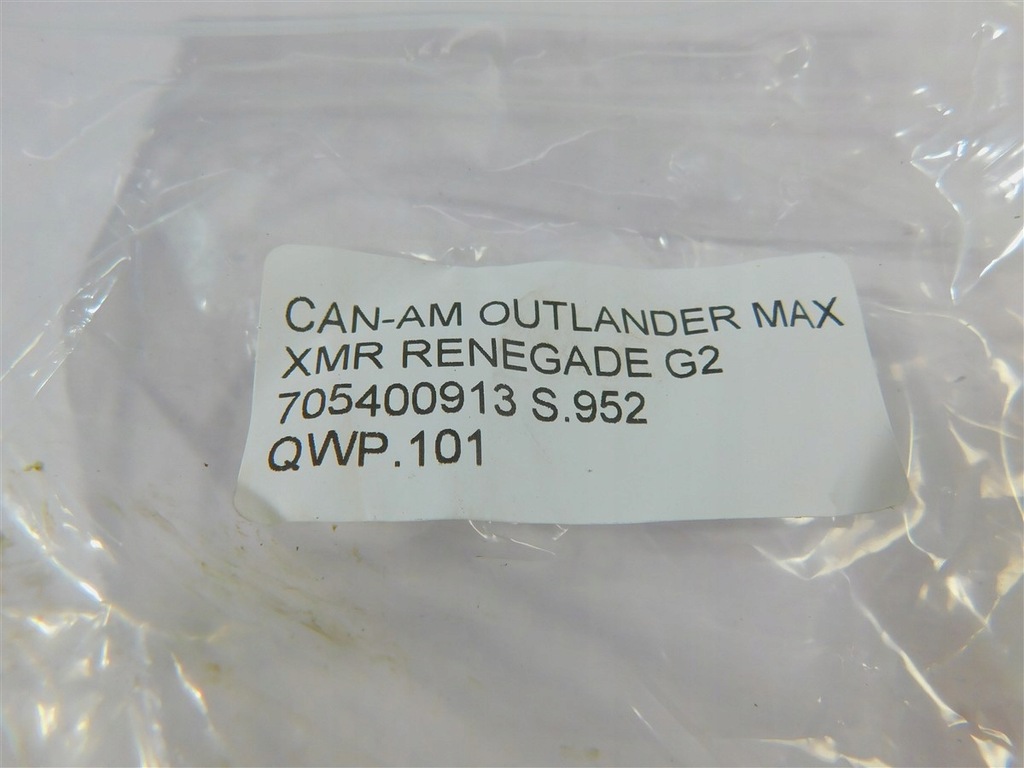 CAN-AM OUTLANDER MAX
XMR RENEGADE G2
705400913 S.952
QWP.101